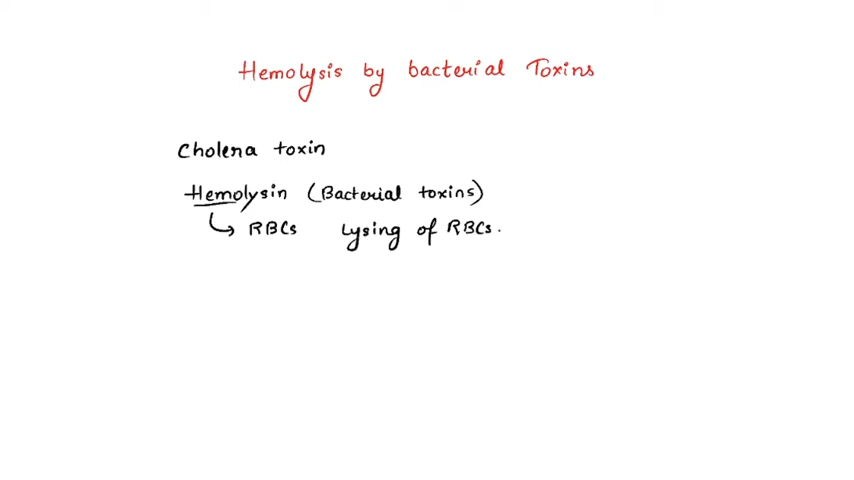 Hemolysis by bacterial Toxins
Cholera toxin
Hemolysin (Bacterial toxins)
↳ RBCs Lysing of RBCs.